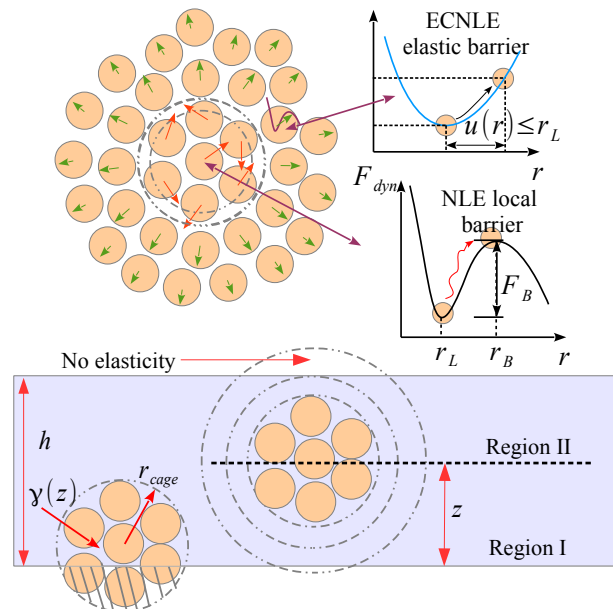 ECNLE
elastic barrier
u(r)≤r_L
r
F_dyn
NLE local
barrier
F_B
r_L r_B r
No elasticity
h
r_cage
γ(z)
Region II
z
Region I